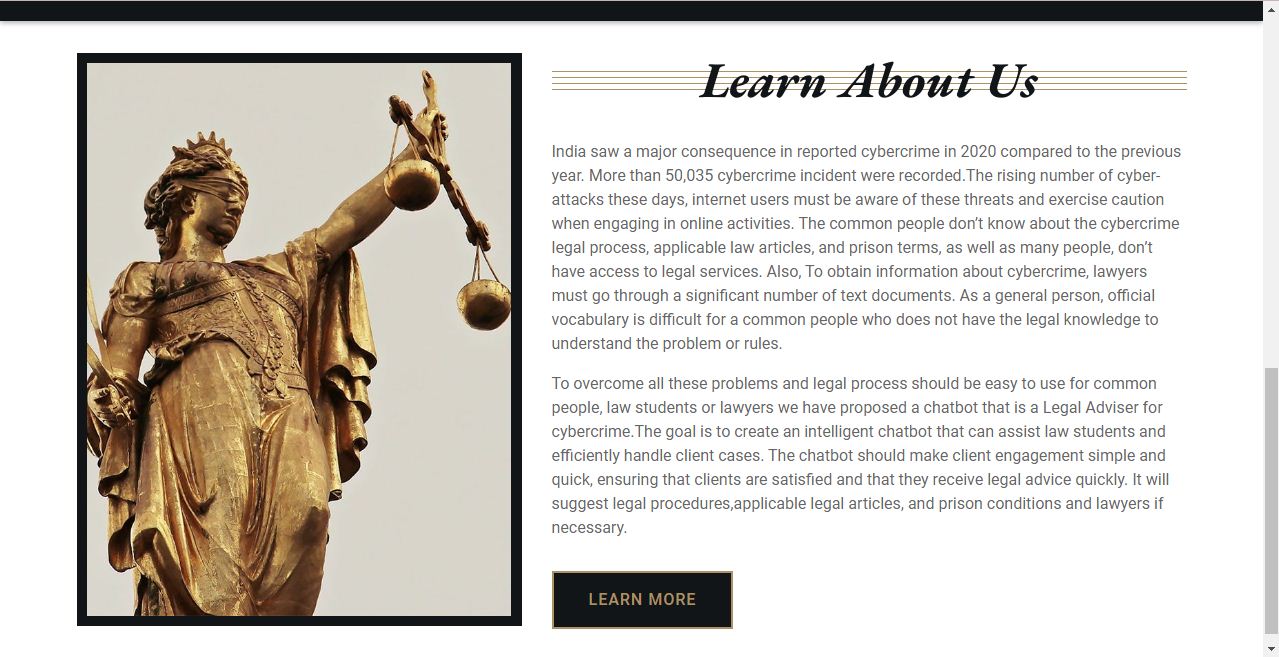 Learn About Us
India saw a major consequence in reported cybercrime in 2020 compared to the previous
year. More than 50,035 cybercrime incident were recorded.The rising number of cyber-
attacks these days, internet users must be aware of these threats and exercise caution
when engaging in online activities. The common people don’t know about the cybercrime
legal process, applicable law articles, and prison terms, as well as many people, don’t
have access to legal services. Also, To obtain information about cybercrime, lawyers
must go through a significant number of text documents. As a general person, official
vocabulary is difficult for a common people who does not have the legal knowledge to
understand the problem or rules.
To overcome all these problems and legal process should be easy to use for common
people, law students or lawyers we have proposed a chatbot that is a Legal Adviser for
cybercrime.The goal is to create an intelligent chatbot that can assist law students and
efficiently handle client cases. The chatbot should make client engagement simple and
quick, ensuring that clients are satisfied and that they receive legal advice quickly. It will
suggest legal procedures,applicable legal articles, and prison conditions and lawyers if
necessary.
LEARN MORE